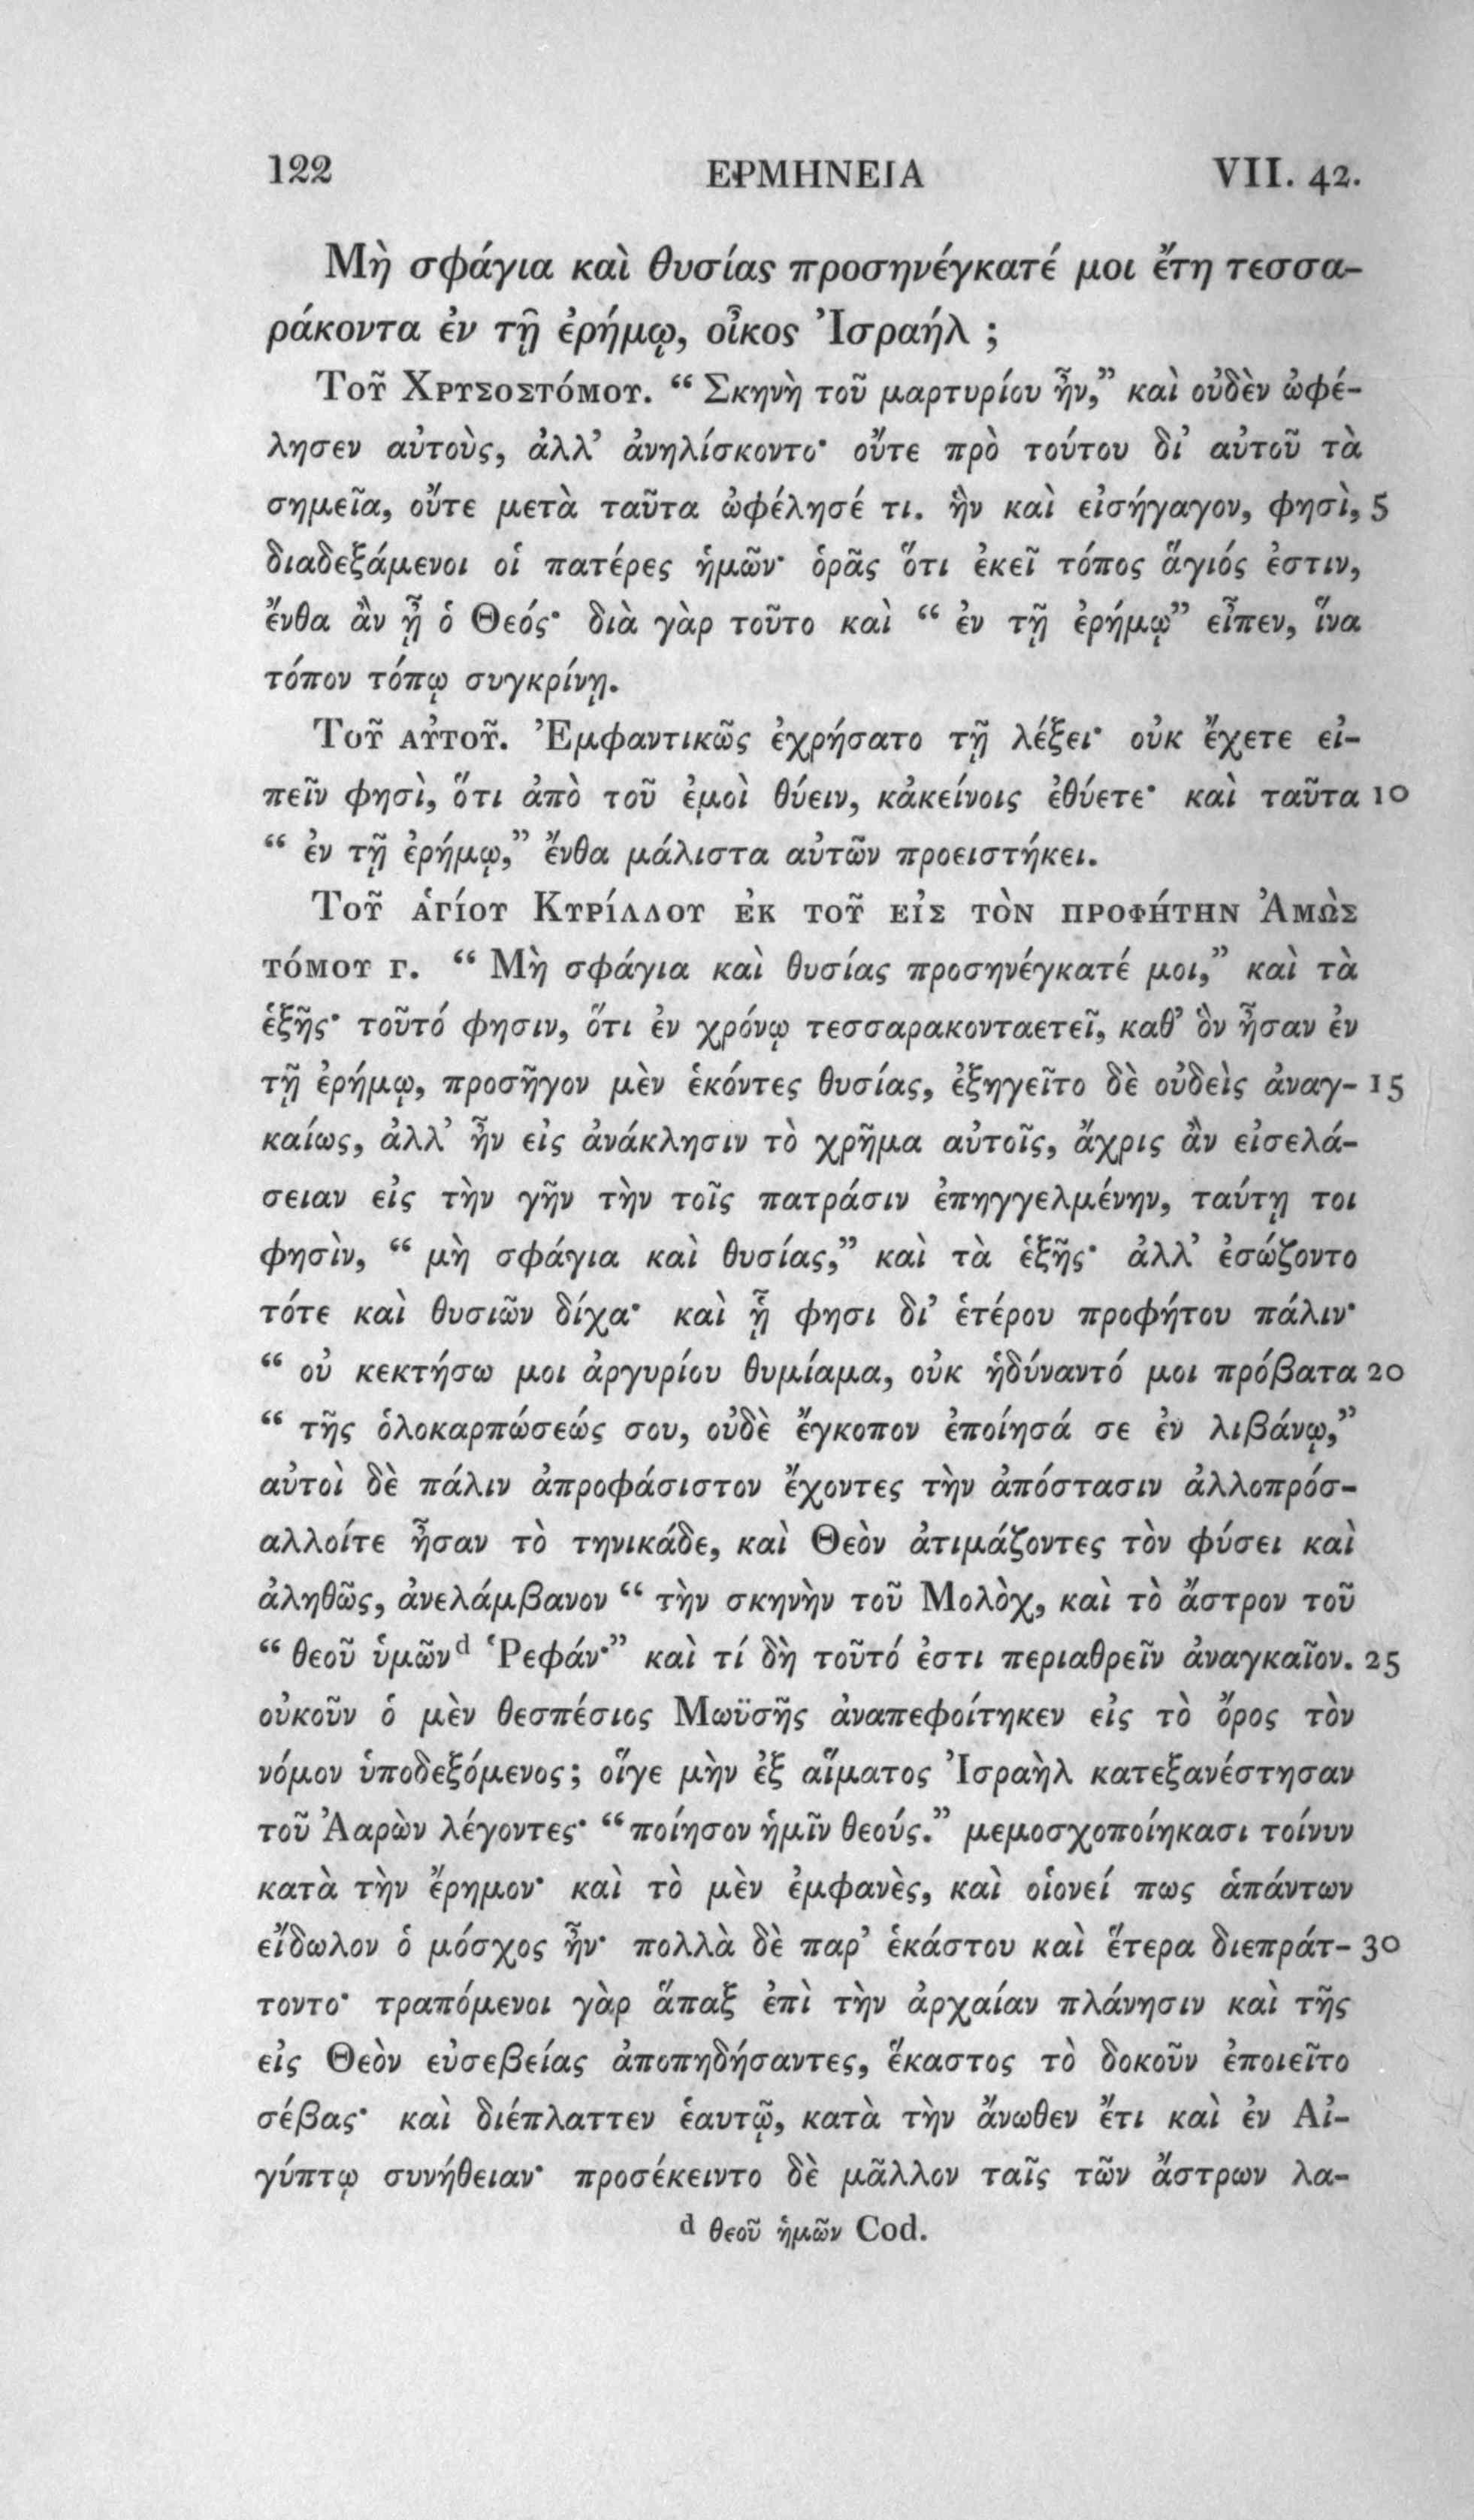 122 ΕΡΜΗΝΕΙΑ VII. 42.
Μὴ σφάγια καὶ θυσίας προσηνέγκατέ μοι ἔτη τεσσα-
ράκοντα ἐν τῇ ἐρήμῳ, οἶκος Ἰσραήλ ;
Τοῦ Χρυσοστόμου. “ Σκηνὴ τοῦ μαρτυρίου ἦν,” καὶ οὐδὲν ὠφέ-
λησεν αὐτοὺς, ἀλλ’ ἀνηλίσκοντο· οὔτε πρὸ τούτου δι’ αὐτοῦ τὰ
σημεῖα, οὔτε μετὰ ταῦτα ὠφέλησέ τι. ἣν καὶ εἰσήγαγον, φησὶ, 5
διαδεξάμενοι οἱ πατέρες ἡμῶν· ὁρᾶς ὅτι ἐκεῖ τόπος ἅγιός ἐστιν,
ἔνθα ἂν ᾖ ὁ Θεός· διὰ γὰρ τοῦτο καὶ “ ἐν τῇ ἐρήμῳ” εἶπεν, ἵνα
τόπον τόπῳ συγκρίνῃ.
Τοῦ αὐτοῦ. Ἐμφαντικῶς ἐχρήσατο τῇ λέξει· οὐκ ἔχετε εἰ-
πεῖν φησὶ, ὅτι ἀπὸ τοῦ ἐμοὶ θύειν, κἀκείνοις ἐθύετε· καὶ ταῦτα 10
“ ἐν τῇ ἐρήμῳ,” ἔνθα μάλιστα αὐτῶν προειστήκει.
Τοῦ ἁγίου Κυρίλλου ἐκ τοῦ εἰς τὸν προφήτην Ἀμὼς
τόμου γ. “ Μὴ σφάγια καὶ θυσίας προσηνέγκατέ μοι,” καὶ τὰ
ἑξῆς· τοῦτό φησιν, ὅτι ἐν χρόνῳ τεσσαρακονταετεῖ, καθ’ ὃν ἦσαν ἐν
τῇ ἐρήμῳ, προσῆγον μὲν ἑκόντες θυσίας, ἐξηγεῖτο δὲ οὐδεὶς ἀναγ- 15
καίως, ἀλλ’ ἦν εἰς ἀνάκλησιν τὸ χρῆμα αὐτοῖς, ἄχρις ἂν εἰσελά-
σειαν εἰς τὴν γῆν τὴν τοῖς πατράσιν ἐπηγγελμένην, ταύτῃ τοι
φησὶν, “ μὴ σφάγια καὶ θυσίας,” καὶ τὰ ἑξῆς· ἀλλ’ ἐσώζοντο
τότε καὶ θυσιῶν δίχα· καὶ ᾗ φησι δι’ ἑτέρου προφήτου πάλιν·
“ οὐ κεκτήσω μοι ἀργυρίου θυμίαμα, οὐκ ἠδύναντό μοι πρόβατα 20
“ τῆς ὁλοκαρπώσεώς σου, οὐδὲ ἔγκοπον ἐποίησά σε ἐν λιβάνῳ,”
αὐτοὶ δὲ πάλιν ἀπροφάσιστον ἔχοντες τὴν ἀπόστασιν ἀλλοπρόσ-
αλλοίτε ἦσαν τὸ τηνικάδε, καὶ Θεὸν ἀτιμάζοντες τὸν φύσει καὶ
ἀληθῶς, ἀνελάμβανον “ τὴν σκηνὴν τοῦ Μολὸχ, καὶ τὸ ἄστρον τοῦ
“ θεοῦ ὑμῶν d Ῥεφάν·” καὶ τί δὴ τοῦτό ἐστι περιαθρεῖν ἀναγκαῖον. 25
οὐκοῦν ὁ μὲν θεσπέσιος Μωϋσῆς ἀναπεφοίτηκεν εἰς τὸ ὄρος τὸν
νόμον ὑποδεξόμενος ; οἵγε μὴν ἐξ αἵματος Ἰσραὴλ κατεξανέστησαν
τοῦ Ἀαρὼν λέγοντες· “ ποίησον ἡμῖν θεούς.” μεμοσχοποίηκασι τοίνυν
κατὰ τὴν ἔρημον· καὶ τὸ μὲν ἐμφανὲς, καὶ οἱονεί πως ἁπάντων
εἴδωλον ὁ μόσχος ἦν· πολλὰ δὲ παρ’ ἑκάστου καὶ ἕτερα διεπράτ- 30
τοντο· τραπόμενοι γὰρ ἅπαξ ἐπὶ τὴν ἀρχαίαν πλάνησιν καὶ τῆς
εἰς Θεὸν εὐσεβείας ἀποπηδήσαντες, ἕκαστος τὸ δοκοῦν ἐποιεῖτο
σέβας· καὶ διέπλαττεν ἑαυτῷ, κατὰ τὴν ἄνωθεν ἔτι καὶ ἐν Αἰ-
γύπτῳ συνήθειαν· προσέκειντο δὲ μᾶλλον ταῖς τῶν ἄστρων λα-
d θεοῦ ἡμῶν Cod.